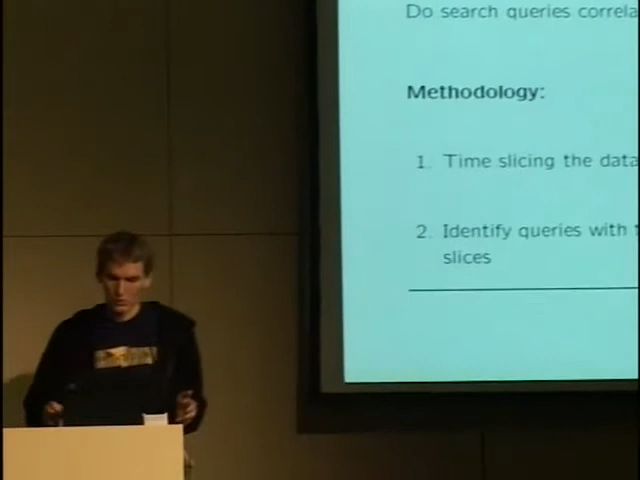 Do search queries correla
Methodology:
1. Time slicing the data
2. Identify queries with t
slices